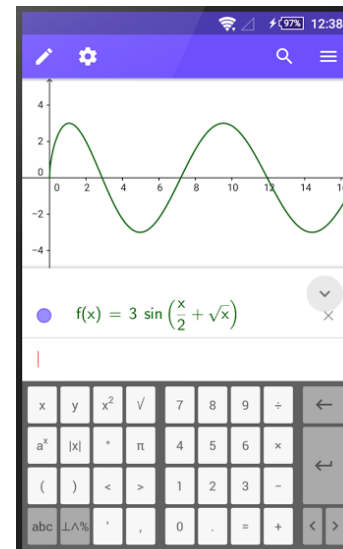 97% 12:38
4
2
0
0 2 4 6 8 10 12 14 1
−2
−4
f(x) = 3 sin (x/2 + √x)
x y x² √ 7 8 9 ÷
aˣ |x| ° π 4 5 6 ×
( ) < > 1 2 3 −
abc ⊥∧% ' , 0 . = + < >